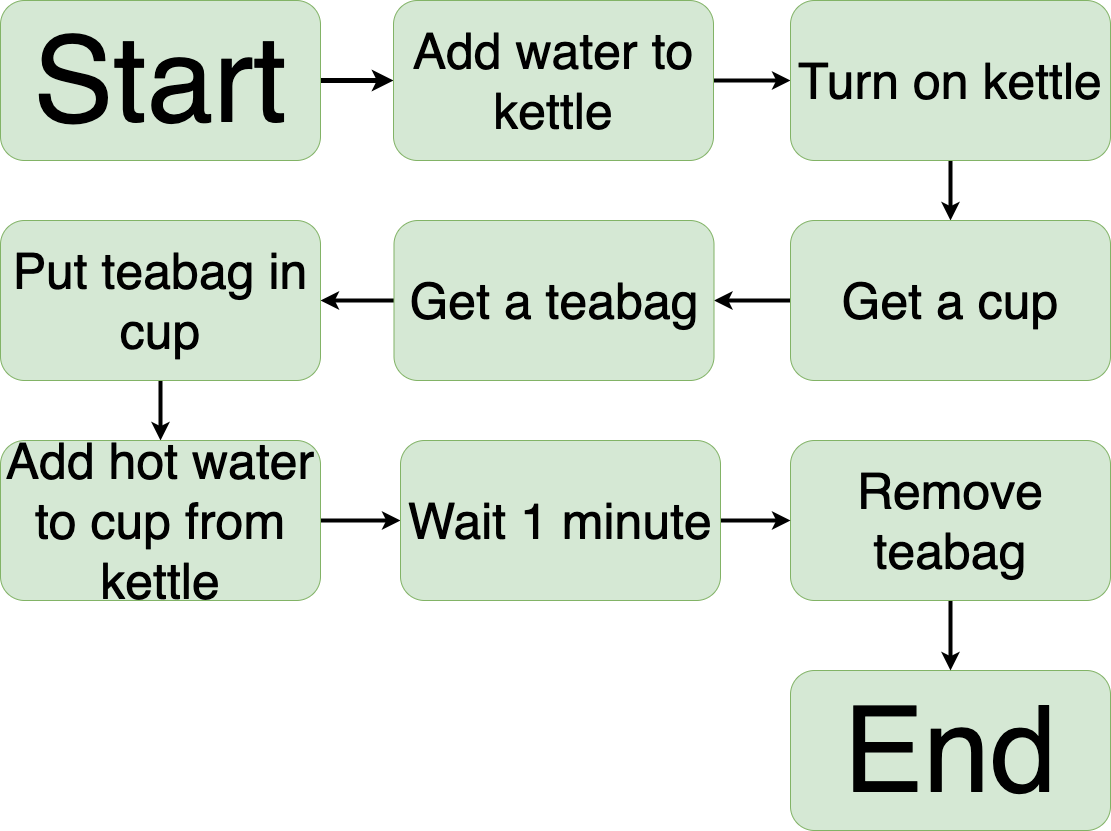 Start
Add water to
kettle
Turn on kettle
Get a cup
Get a teabag
Put teabag in
cup
Add hot water
to cup from
kettle
Wait 1 minute
Remove
teabag
End